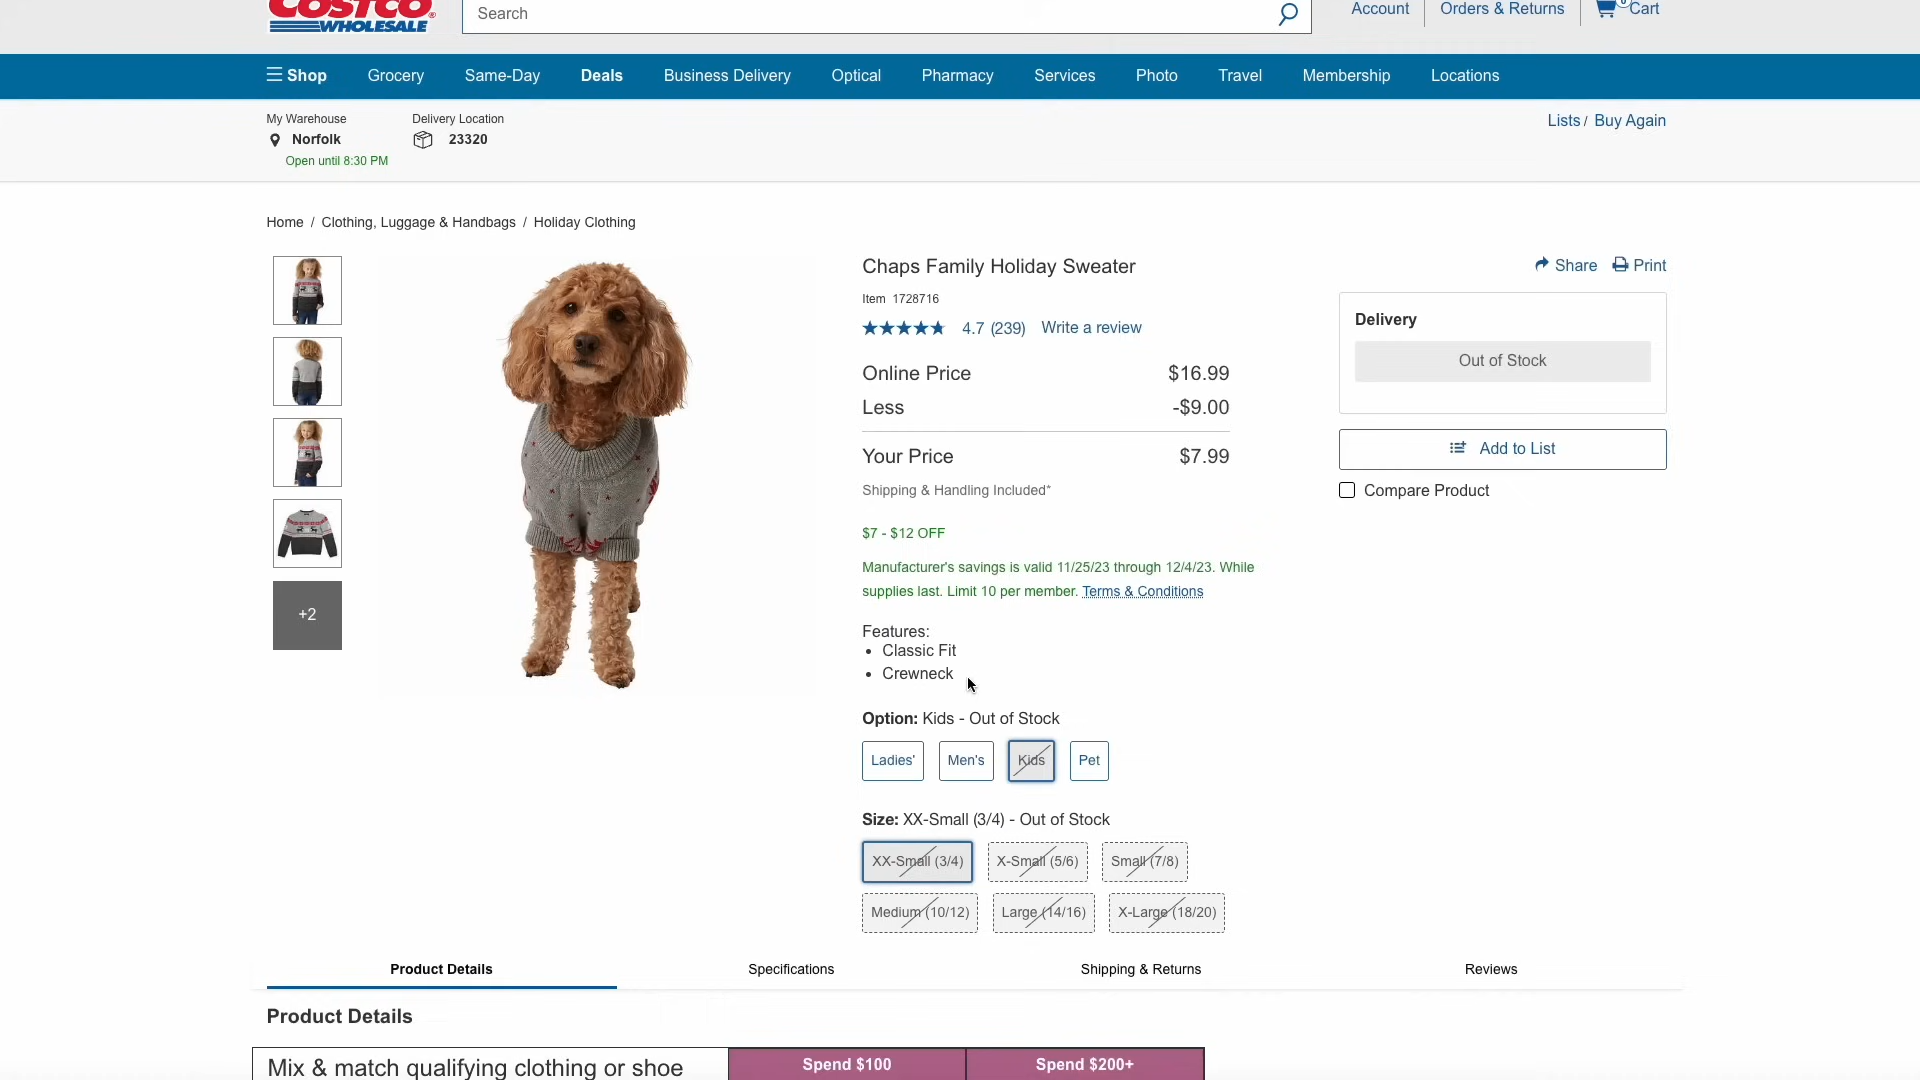 COSTCO
WHOLESALE
Search
Account
Orders & Returns
0
Cart
Shop
Grocery
Same-Day
Deals
Business Delivery
Optical
Pharmacy
Services
Photo
Travel
Membership
Locations
My Warehouse
Norfolk
Open until 8:30 PM
Delivery Location
23320
Lists / Buy Again
Home / Clothing, Luggage & Handbags / Holiday Clothing
+2
Chaps Family Holiday Sweater
Item 1728716
4.7 (239) Write a review
Online Price $16.99
Less -$9.00
Your Price $7.99
Shipping & Handling Included*
$7 - $12 OFF
Manufacturer's savings is valid 11/25/23 through 12/4/23. While
supplies last. Limit 10 per member. Terms & Conditions
Features:
• Classic Fit
• Crewneck
Option: Kids - Out of Stock
Ladies'
Men's
Kids
Pet
Size: XX-Small (3/4) - Out of Stock
XX-Small (3/4)
X-Small (5/6)
Small (7/8)
Medium (10/12)
Large (14/16)
X-Large (18/20)
Share
Print
Delivery
Out of Stock
Add to List
Compare Product
Product Details
Specifications
Shipping & Returns
Reviews
Product Details
Mix & match qualifying clothing or shoe
Spend $100
Spend $200+